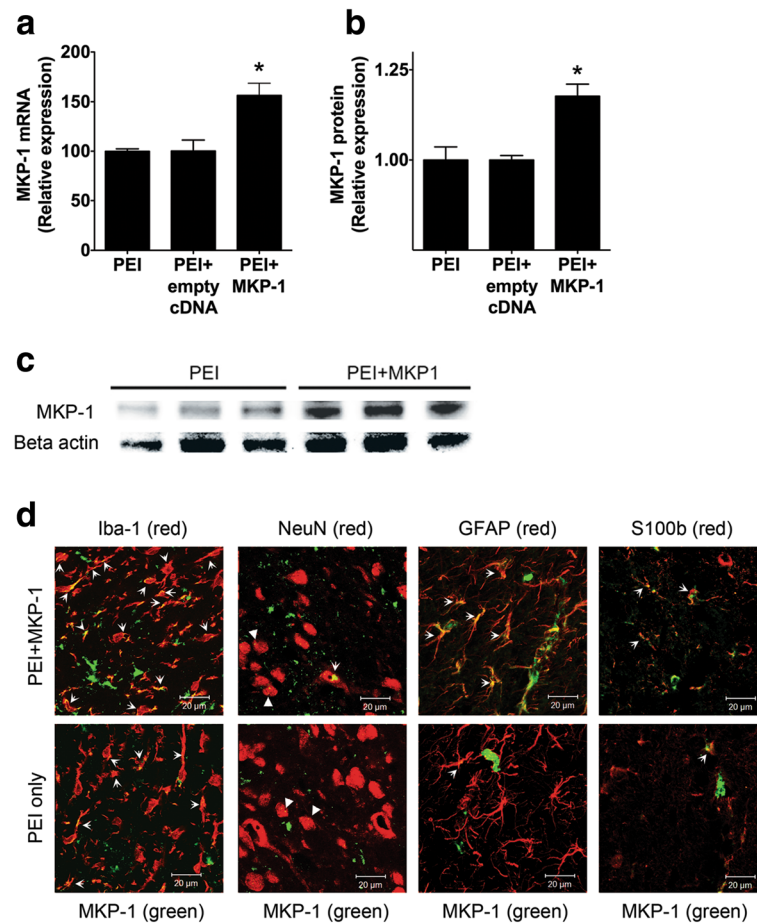 a
MKP-1 mRNA
(Relative expression)
200
150
100
50
0
*
PEI
PEI+
empty
cDNA
PEI+
MKP-1
b
MKP-1 protein
(Relative expression)
1.25
1.00
*
PEI
PEI+
empty
cDNA
PEI+
MKP-1
c
PEI
PEI+MKP1
MKP-1
Beta actin
d
Iba-1 (red)
NeuN (red)
GFAP (red)
S100b (red)
PEI+MKP-1
20 µm
20 µm
20 µm
20 µm
PEI only
20 µm
20 µm
20 µm
20 µm
MKP-1 (green)
MKP-1 (green)
MKP-1 (green)
MKP-1 (green)